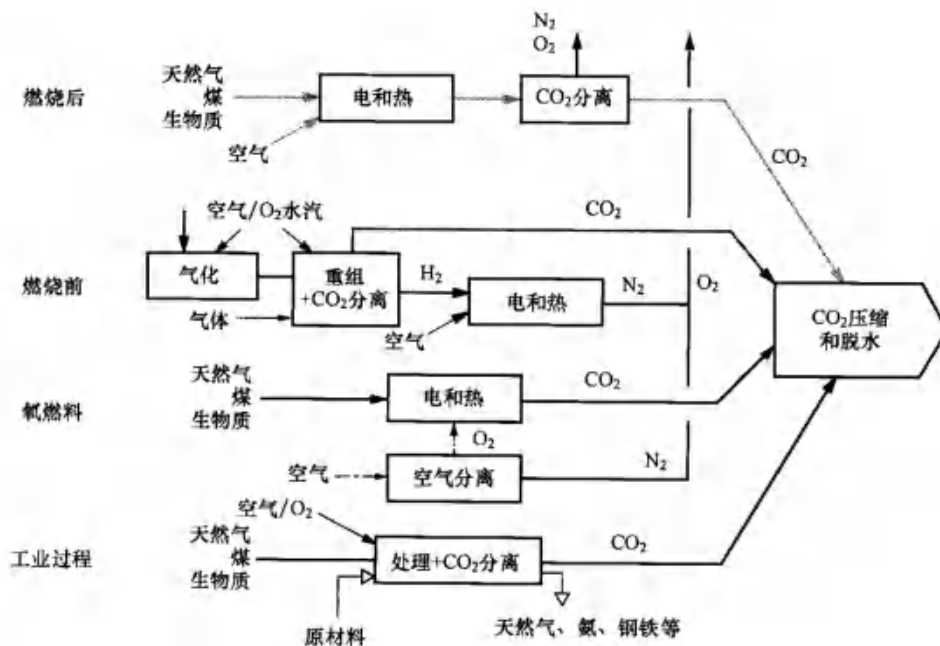 N₂
O₂
燃烧后
天然气
煤
生物质
空气
电和热
CO₂分离
CO₂
燃烧前
空气/O₂水汽
气化
气体
重组
+CO₂分离
CO₂
H₂
空气
电和热
N₂
O₂
CO₂压缩
和脱水
氧燃料
天然气
煤
生物质
电和热
CO₂
O₂
空气
空气分离
N₂
工业过程
空气/O₂
天然气
煤
生物质
处理+CO₂分离
CO₂
原材料
天然气、氨、钢铁等